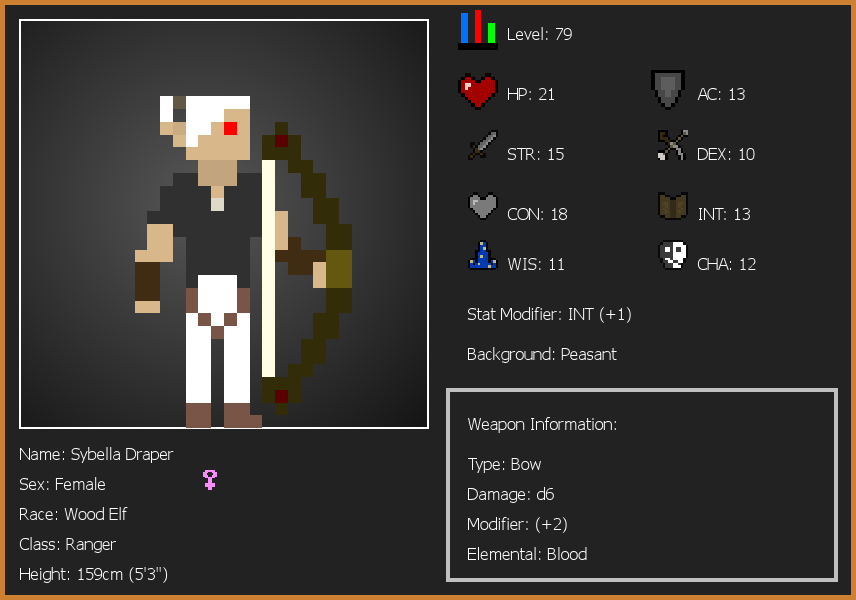 Level: 79
HP: 21
AC: 13
STR: 15
DEX: 10
CON: 18
INT: 13
WIS: 11
CHA: 12
Stat Modifier: INT (+1)
Background: Peasant
Weapon Information:
Type: Bow
Damage: d6
Modifier: (+2)
Elemental: Blood
Name: Sybella Draper
Sex: Female
Race: Wood Elf
Class: Ranger
Height: 159cm (5'3")